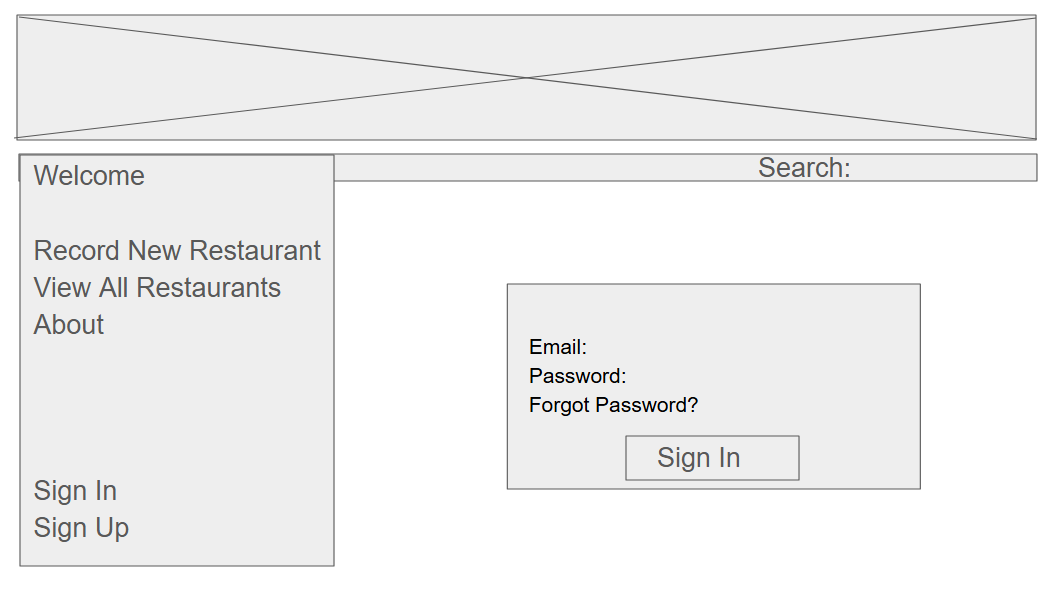 Search:
Welcome
Record New Restaurant
View All Restaurants
About
Sign In
Sign Up
Email:
Password:
Forgot Password?
Sign In